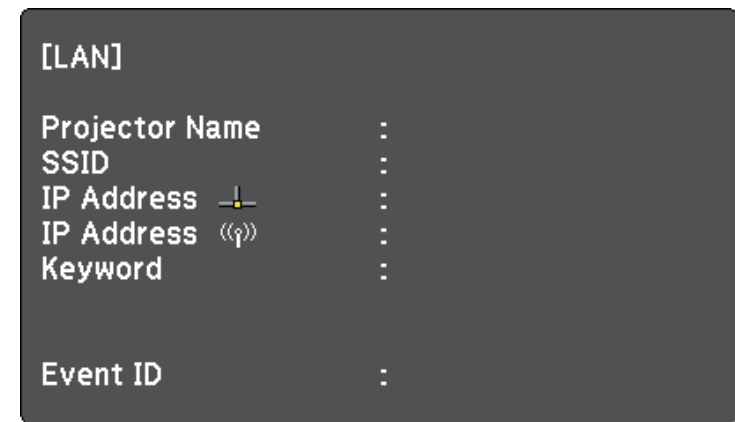 [LAN]
Projector Name :
SSID :
IP Address :
IP Address :
Keyword :
Event ID :